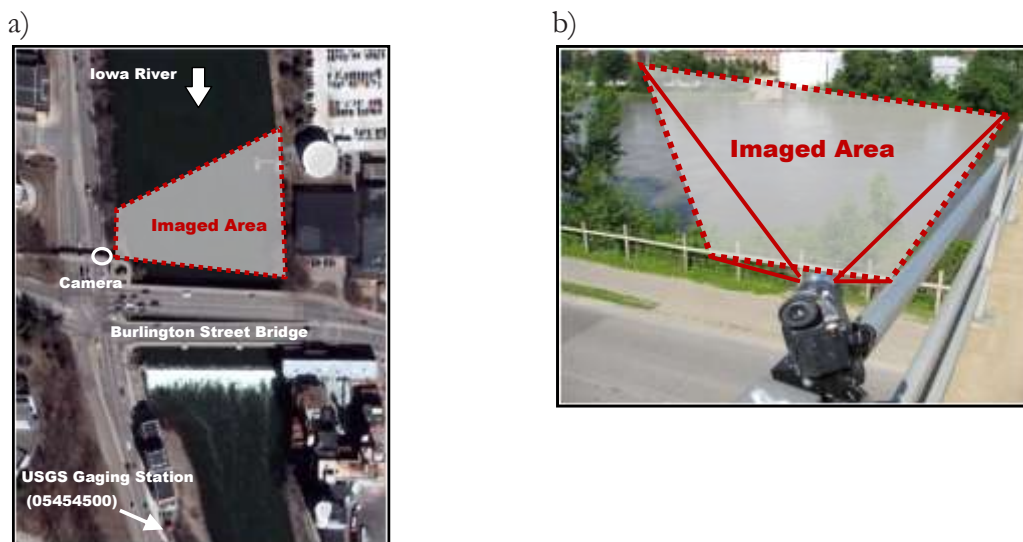 a)
Iowa River
Imaged Area
Camera
Burlington Street Bridge
USGS Gaging Station
(05454500)
b)
Imaged Area